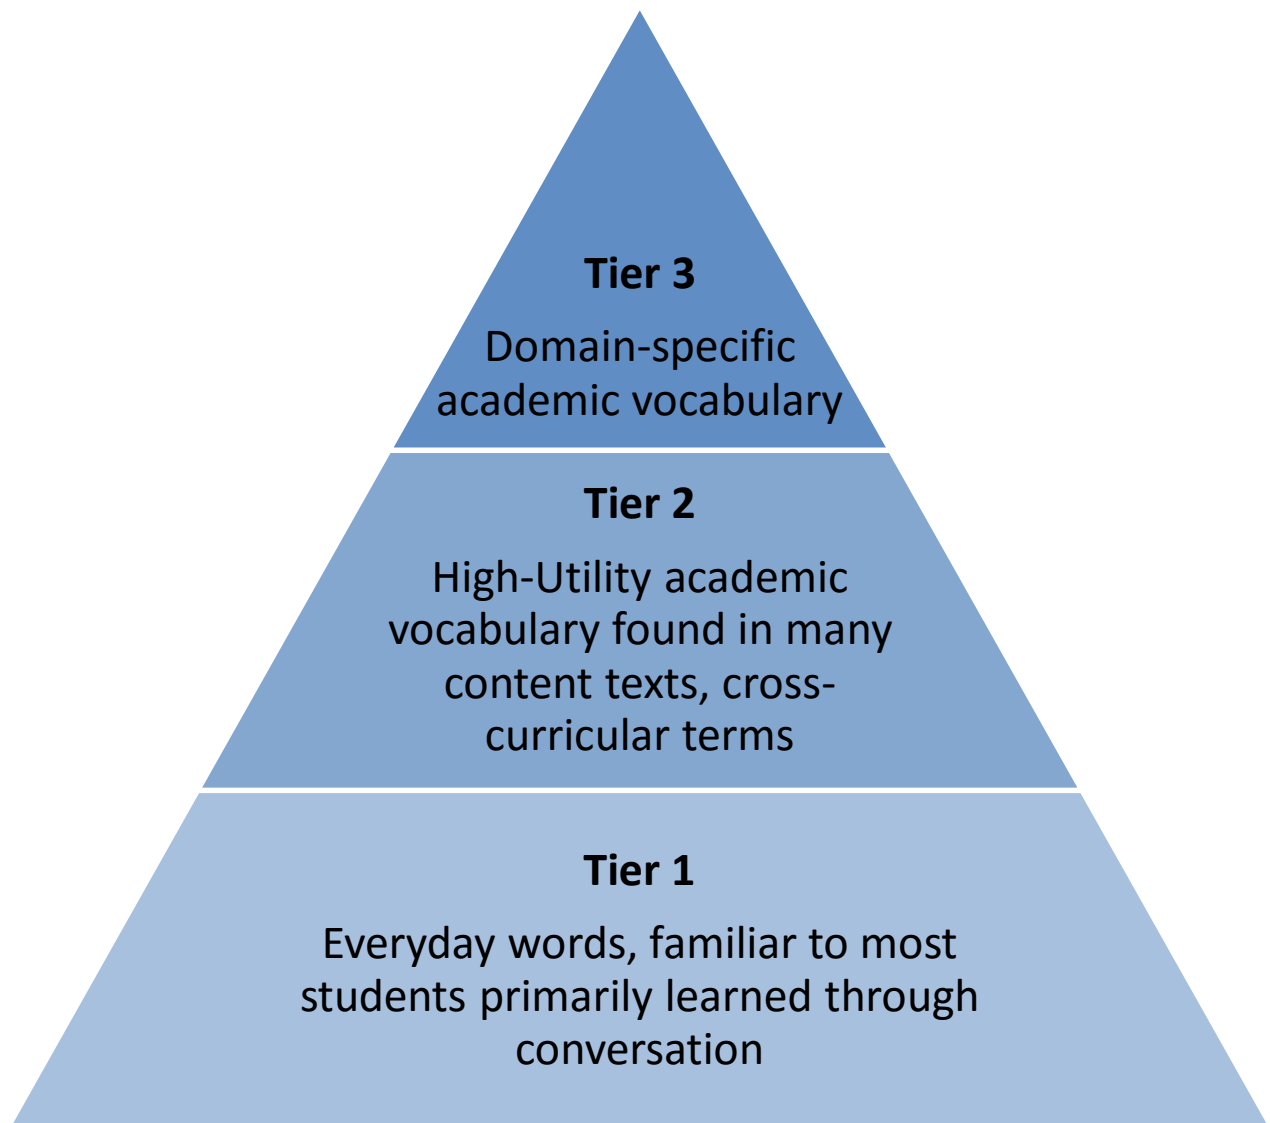 Tier 3
Domain-specific
academic vocabulary
Tier 2
High-Utility academic
vocabulary found in many
content texts, cross-
curricular terms
Tier 1
Everyday words, familiar to most
students primarily learned through
conversation